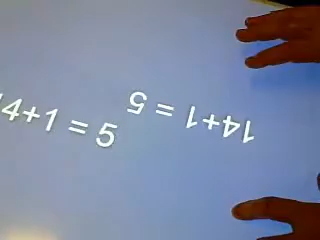 4+1 = 5
14+1 = 5